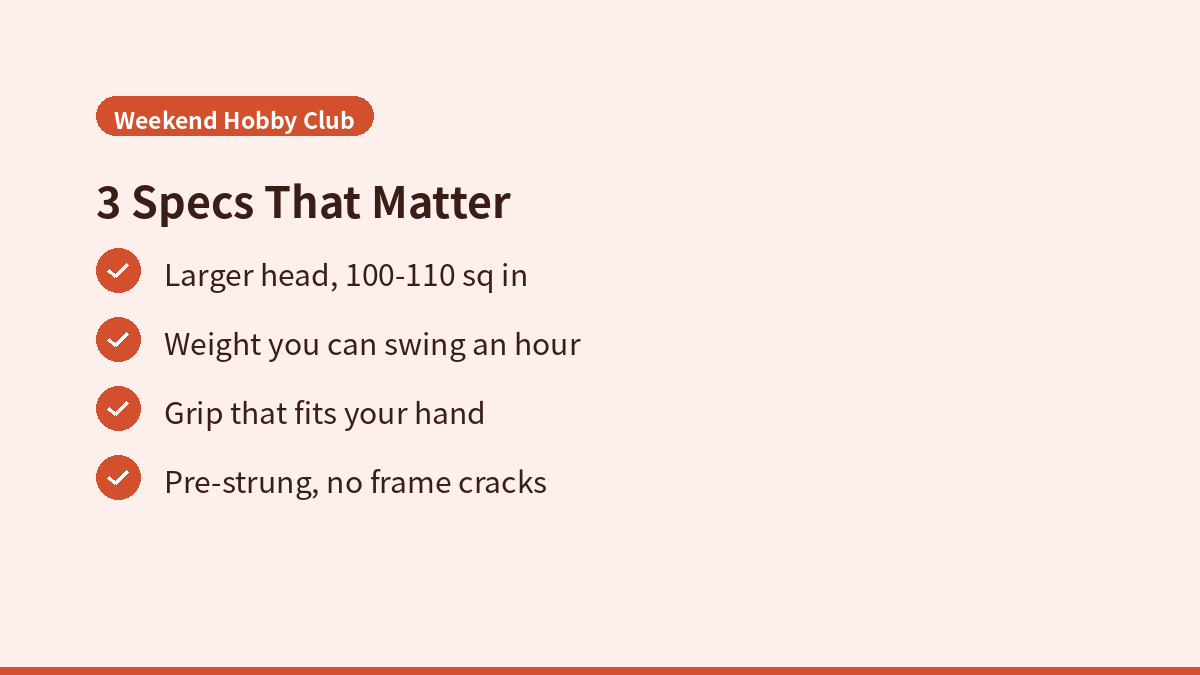 Weekend Hobby Club
3 Specs That Matter
Larger head, 100-110 sq in
Weight you can swing an hour
Grip that fits your hand
Pre-strung, no frame cracks